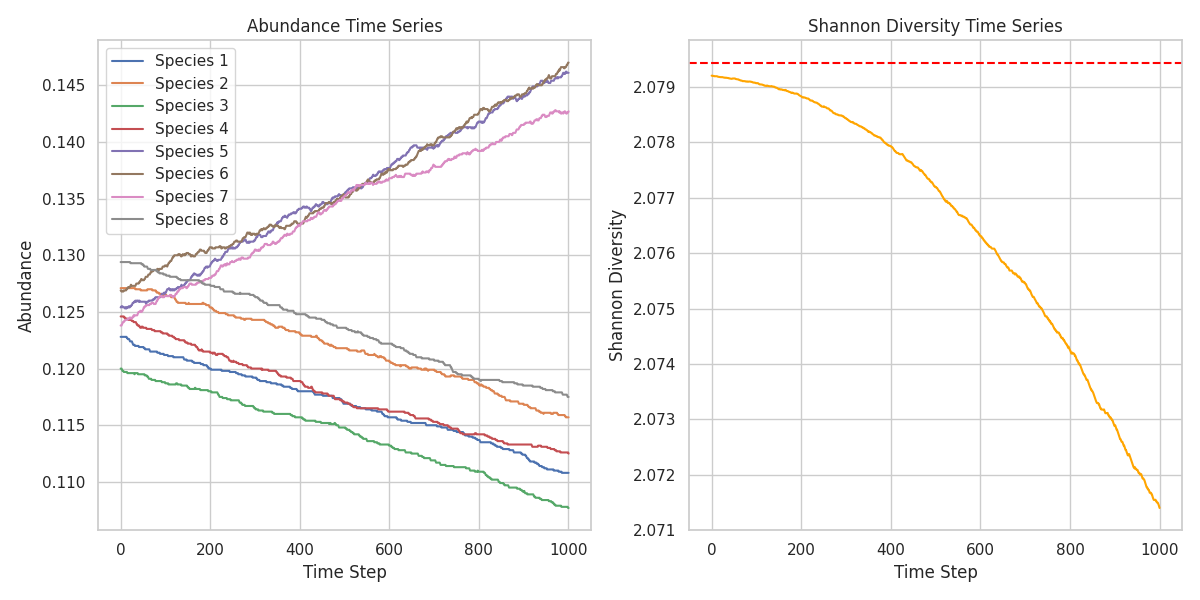 Abundance Time Series
Abundance
0.145
0.140
0.135
0.130
0.125
0.120
0.115
0.110
Species 1
Species 2
Species 3
Species 4
Species 5
Species 6
Species 7
Species 8
0 200 400 600 800 1000
Time Step
Shannon Diversity Time Series
Shannon Diversity
2.079
2.078
2.077
2.076
2.075
2.074
2.073
2.072
2.071
0 200 400 600 800 1000
Time Step